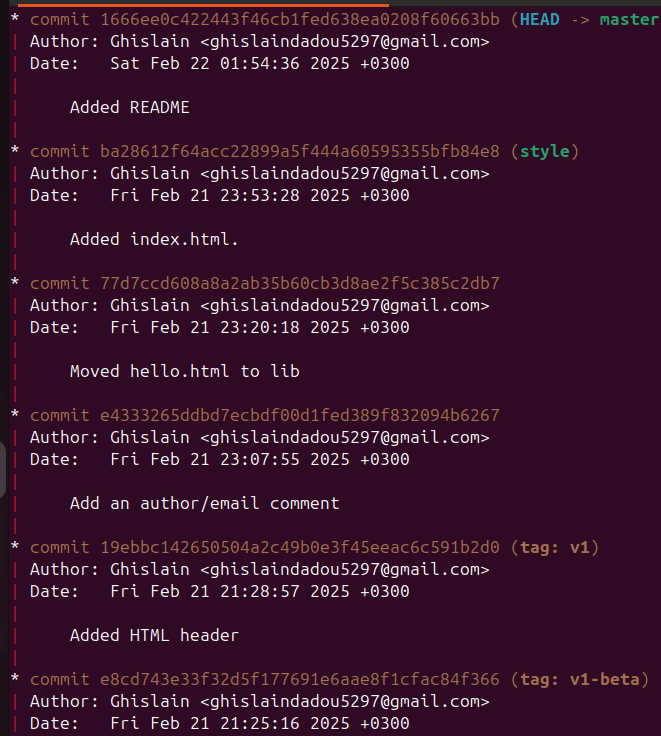 * commit 1666ee0c422443f46cb1fed638ea0208f60663bb (HEAD -> master
| Author: Ghislain <ghislaindadou5297@gmail.com>
| Date:   Sat Feb 22 01:54:36 2025 +0300
|
|     Added README
|
* commit ba28612f64acc22899a5f444a60595355bfb84e8 (style)
| Author: Ghislain <ghislaindadou5297@gmail.com>
| Date:   Fri Feb 21 23:53:28 2025 +0300
|
|     Added index.html.
|
* commit 77d7ccd608a8a2ab35b60cb3d8ae2f5c385c2db7
| Author: Ghislain <ghislaindadou5297@gmail.com>
| Date:   Fri Feb 21 23:20:18 2025 +0300
|
|     Moved hello.html to lib
|
* commit e4333265ddbd7ecbdf00d1fed389f832094b6267
| Author: Ghislain <ghislaindadou5297@gmail.com>
| Date:   Fri Feb 21 23:07:55 2025 +0300
|
|     Add an author/email comment
|
* commit 19ebbc142650504a2c49b0e3f45eeac6c591b2d0 (tag: v1)
| Author: Ghislain <ghislaindadou5297@gmail.com>
| Date:   Fri Feb 21 21:28:57 2025 +0300
|
|     Added HTML header
|
* commit e8cd743e33f32d5f177691e6aae8f1cfac84f366 (tag: v1-beta)
| Author: Ghislain <ghislaindadou5297@gmail.com>
| Date:   Fri Feb 21 21:25:16 2025 +0300